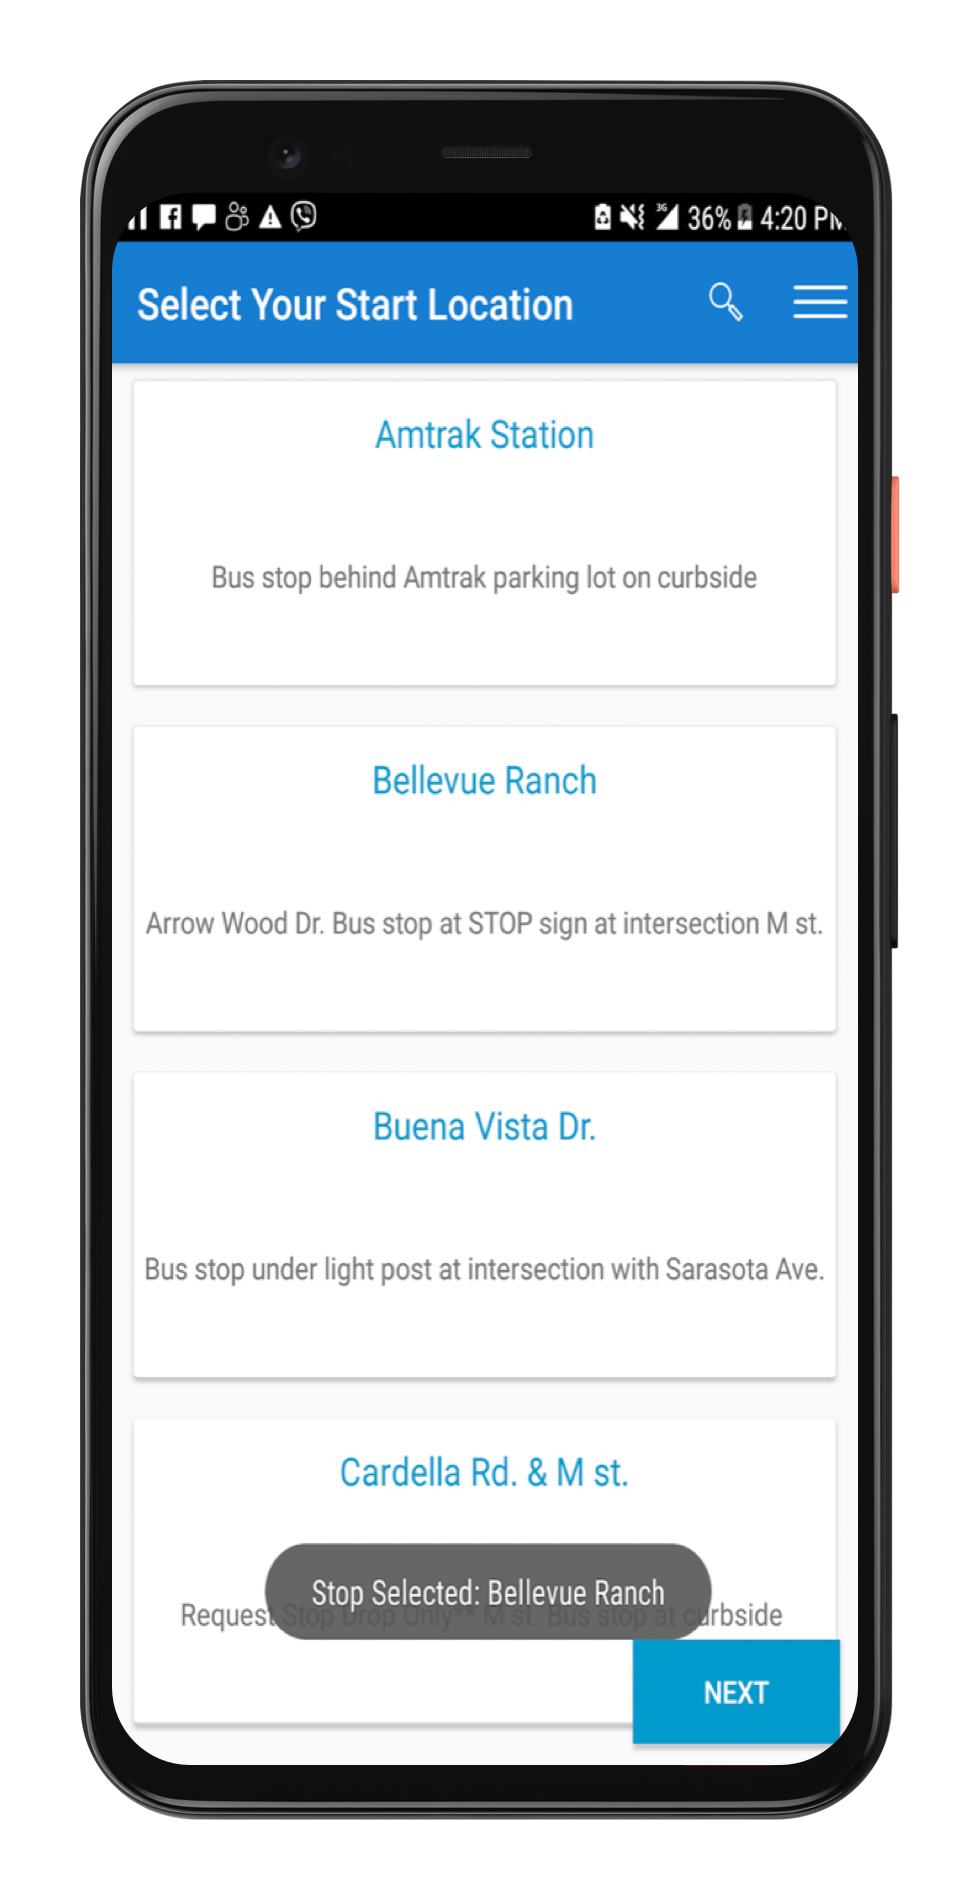 3G 36% 4:20 PM
Select Your Start Location
Amtrak Station
Bus stop behind Amtrak parking lot on curbside
Bellevue Ranch
Arrow Wood Dr. Bus stop at STOP sign at intersection M st.
Buena Vista Dr.
Bus stop under light post at intersection with Sarasota Ave.
Cardella Rd. & M st.
Stop Selected: Bellevue Ranch
Request Stop Drop Only** M st. Bus stop at curbside
NEXT